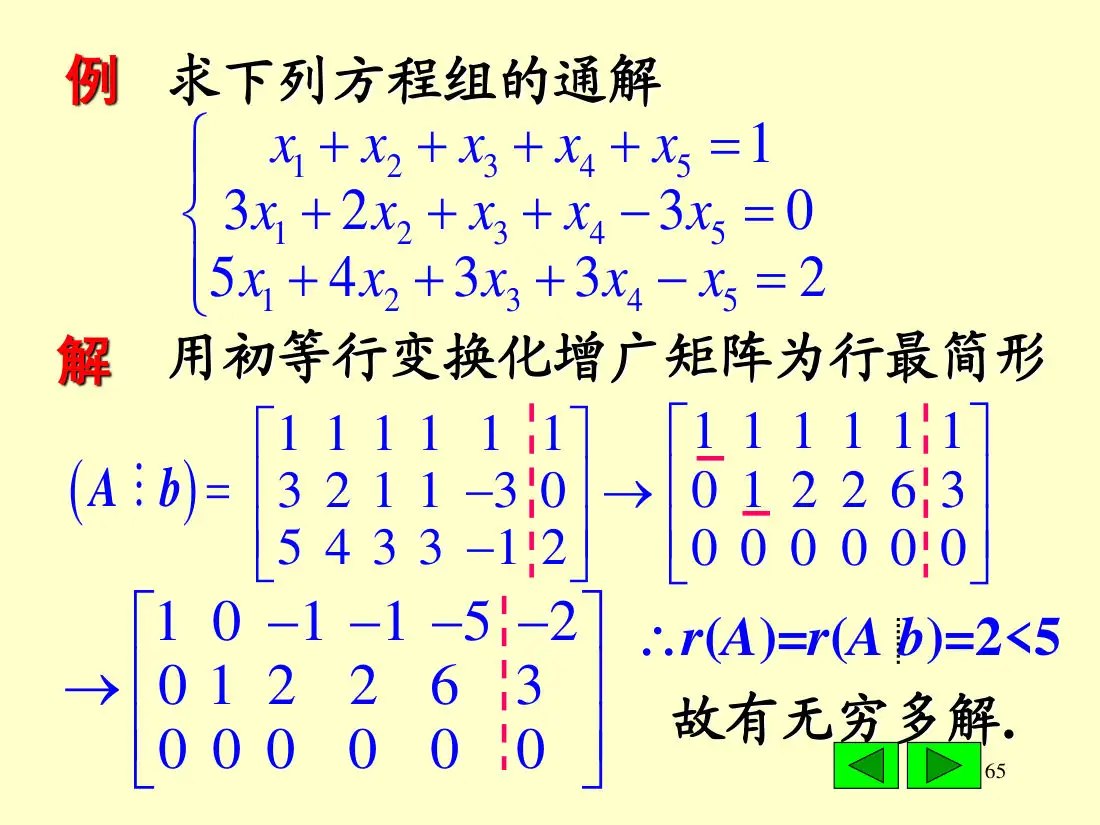 例 求下列方程组的通解
x₁ + x₂ + x₃ + x₄ + x₅ = 1
3x₁ + 2x₂ + x₃ + x₄ − 3x₅ = 0
5x₁ + 4x₂ + 3x₃ + 3x₄ − x₅ = 2
解 用初等行变换化增广矩阵为行最简形
(A ⋮ b) = [1 1 1 1 1 ¦ 1; 3 2 1 1 −3 ¦ 0; 5 4 3 3 −1 ¦ 2] → [1 1 1 1 1 ¦ 1; 0 1 2 2 6 ¦ 3; 0 0 0 0 0 ¦ 0]
→ [1 0 −1 −1 −5 ¦ −2; 0 1 2 2 6 ¦ 3; 0 0 0 0 0 ¦ 0]
∴r(A)=r(A ⋮ b)=2<5
故有无穷多解.
65